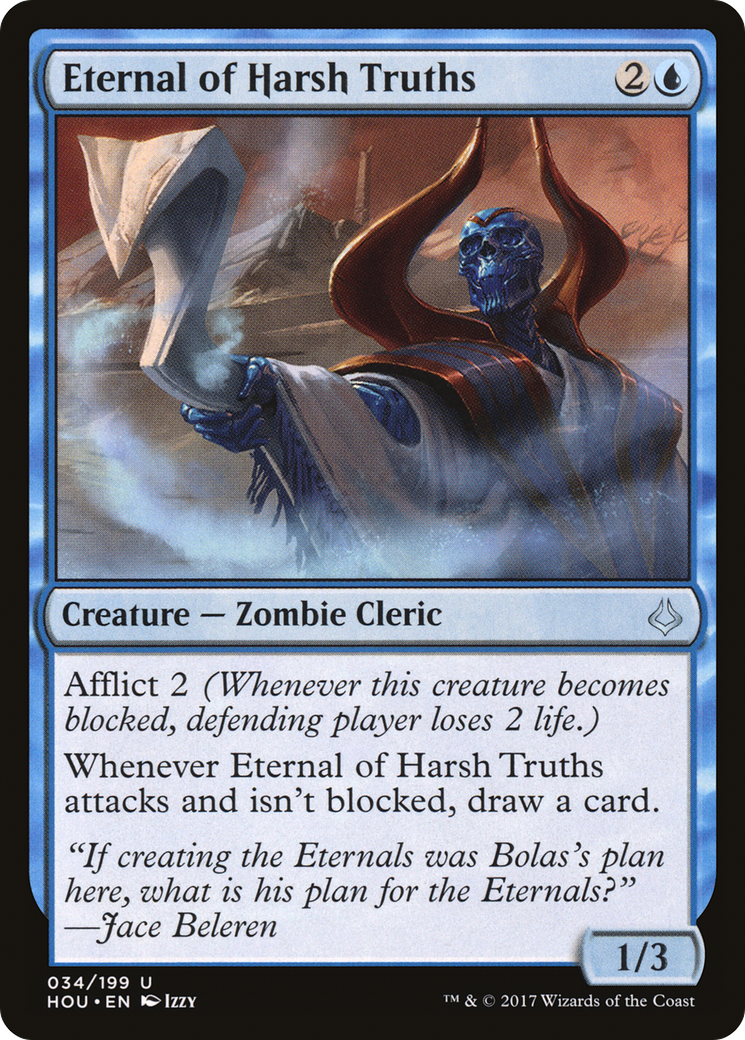 Eternal of Harsh Truths 2
Creature — Zombie Cleric
Afflict 2 (Whenever this creature becomes
blocked, defending player loses 2 life.)
Whenever Eternal of Harsh Truths
attacks and isn't blocked, draw a card.
“If creating the Eternals was Bolas's plan
here, what is his plan for the Eternals?”
—Jace Beleren
1/3
034/199 U
HOU • EN Izzy
™ & © 2017 Wizards of the Coast